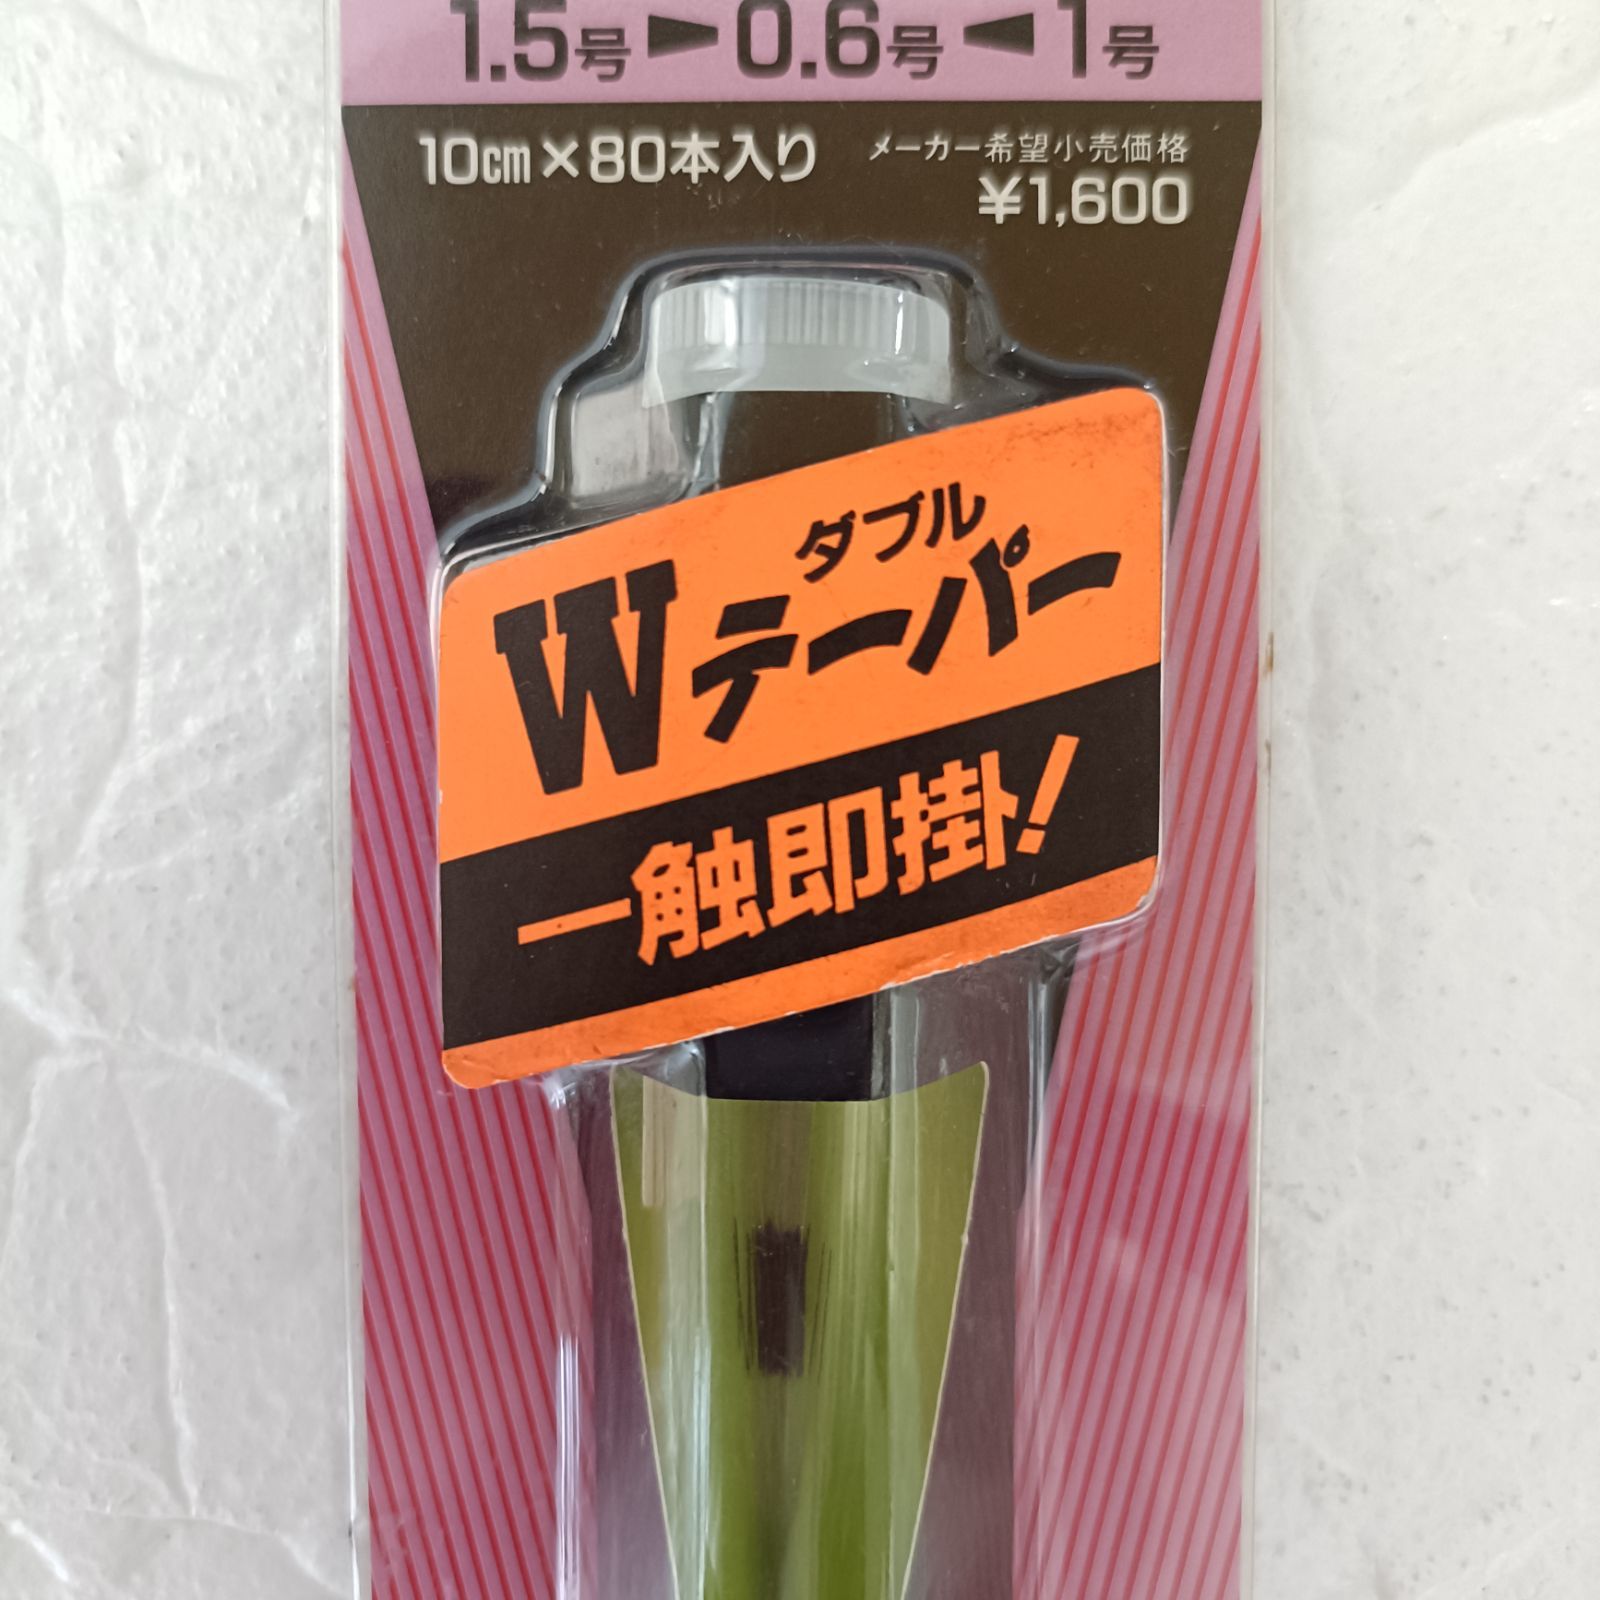 1.5号▶0.6号◀1号
10㎝×80本入り
メーカー希望小売価格
¥1,600
ダブル
Wテーパー
一触即掛!